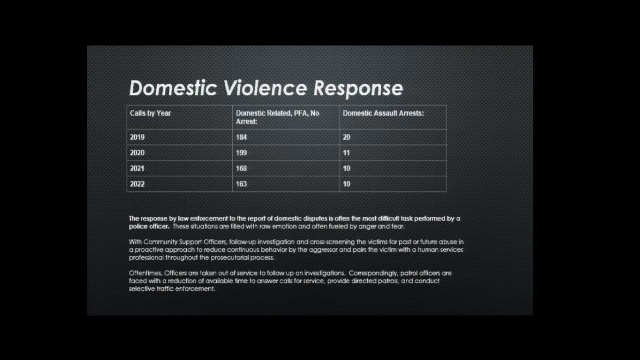 Domestic Violence Response
Calls by Year Domestic Related, PFA, No Arrest: Domestic Assault Arrests:
2019 184 20
2020 199 11
2021 168 10
2022 163 10
The response by law enforcement to the report of domestic disputes is often the most difficult task performed by a
police officer. These situations are filled with raw emotion and often fueled by anger and fear.
With Community Support Officers, follow-up investigation and cross-screening the victims for past or future abuse in
a proactive approach to reduce continuous behavior by the aggressor and pairs the victim with a human services
professional throughout the prosecutorial process.
Oftentimes, Officers are taken out of service to follow up on investigations. Correspondingly, patrol officers are
faced with a reduction of available time to answer calls for service, provide directed patrols, and conduct
selective traffic enforcement.